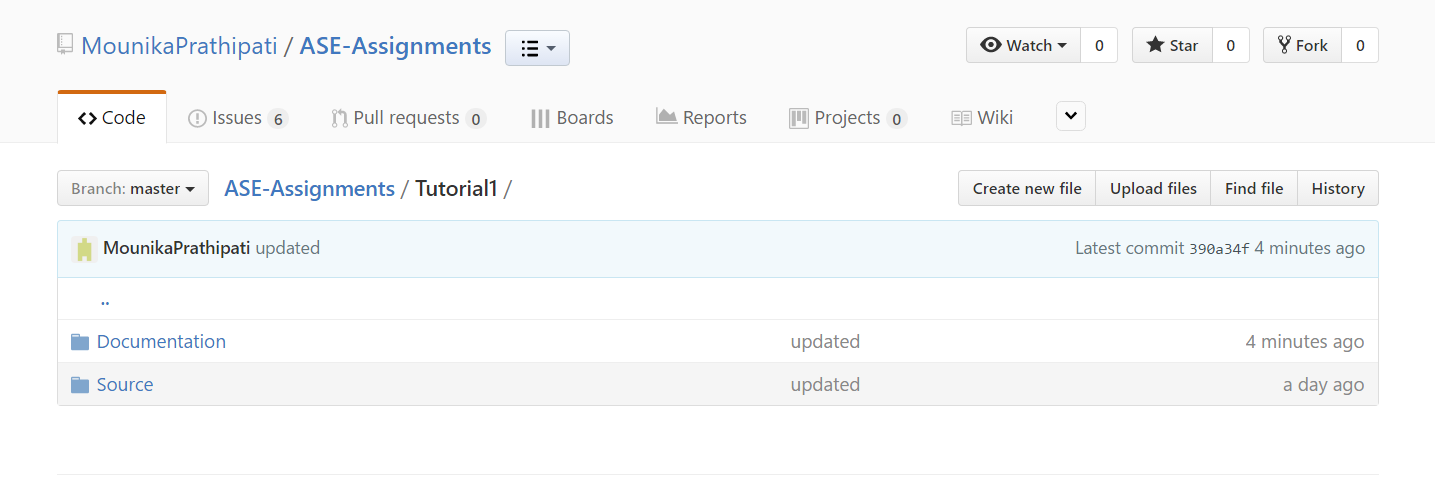 MounikaPrathipati / ASE-Assignments Watch 0 Star 0 Fork 0
Code Issues 6 Pull requests 0 Boards Reports Projects 0 Wiki
Branch: master ASE-Assignments / Tutorial1 / Create new file Upload files Find file History
MounikaPrathipati updated Latest commit 390a34f 4 minutes ago
..
Documentation updated 4 minutes ago
Source updated a day ago